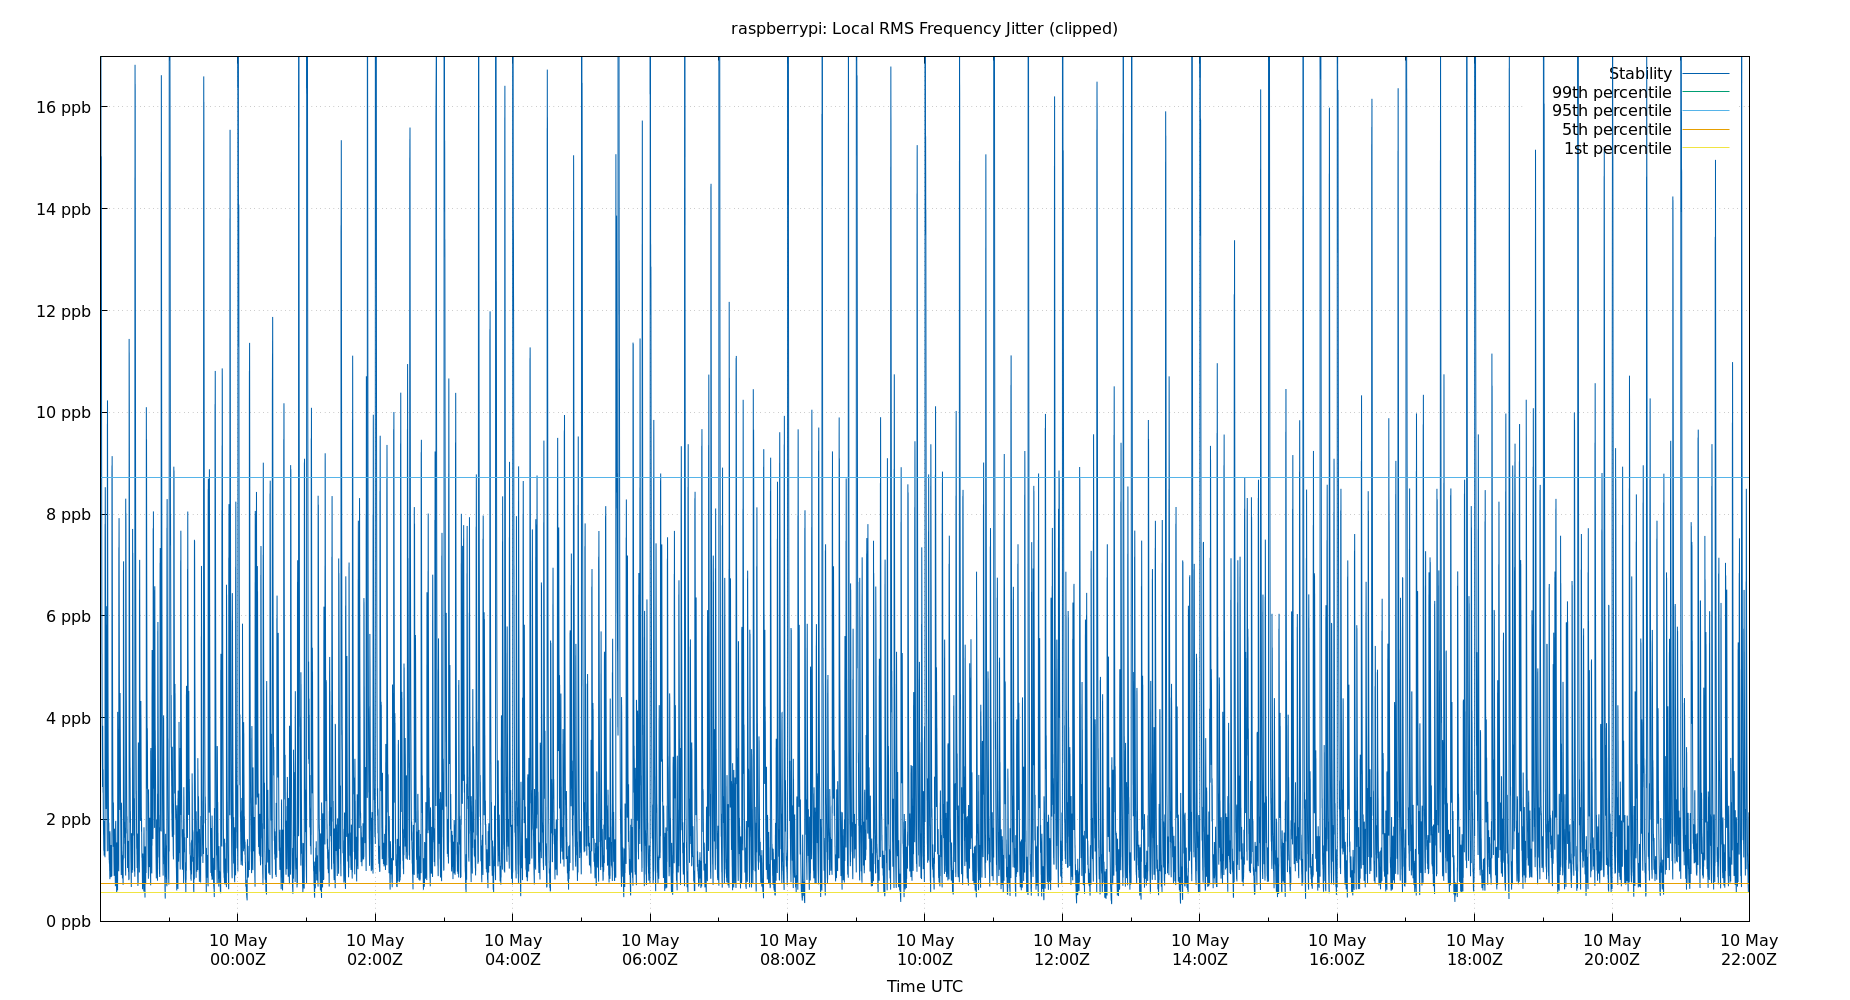 raspberrypi: Local RMS Frequency Jitter (clipped)
Stability
99th percentile
95th percentile
5th percentile
1st percentile
16 ppb
14 ppb
12 ppb
10 ppb
8 ppb
6 ppb
4 ppb
2 ppb
0 ppb
10 May 10 May 10 May 10 May 10 May 10 May 10 May 10 May 10 May 10 May 10 May 10 May
00:00Z 02:00Z 04:00Z 06:00Z 08:00Z 10:00Z 12:00Z 14:00Z 16:00Z 18:00Z 20:00Z 22:00Z
Time UTC